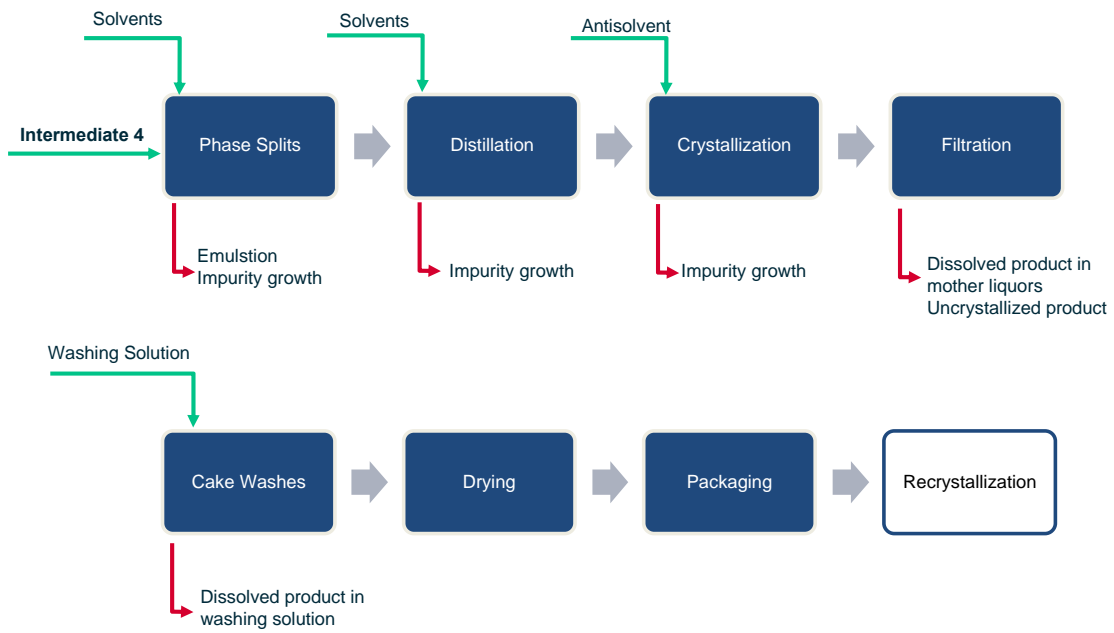 Solvents
Solvents
Antisolvent
Intermediate 4
Phase Splits
Distillation
Crystallization
Filtration
Emulstion
Impurity growth
Impurity growth
Impurity growth
Dissolved product in
mother liquors
Uncrystallized product
Washing Solution
Cake Washes
Drying
Packaging
Recrystallization
Dissolved product in
washing solution